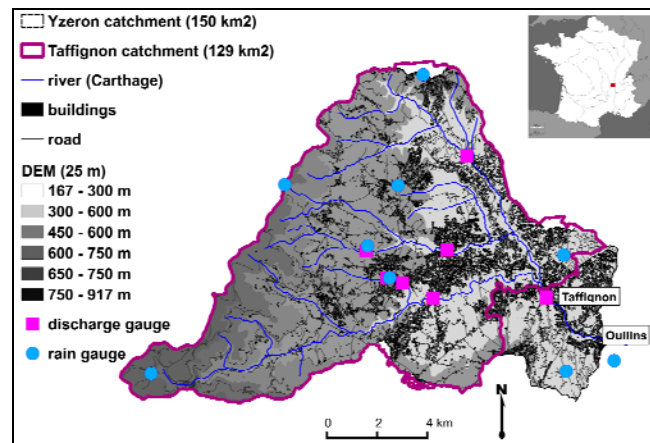 Yzeron catchment (150 km2)
Taffignon catchment (129 km2)
river (Carthage)
buildings
road
DEM (25 m)
167 - 300 m
300 - 600 m
450 - 600 m
600 - 750 m
650 - 750 m
750 - 917 m
discharge gauge
rain gauge
Taffignon
Oullins
N
0 2 4 km